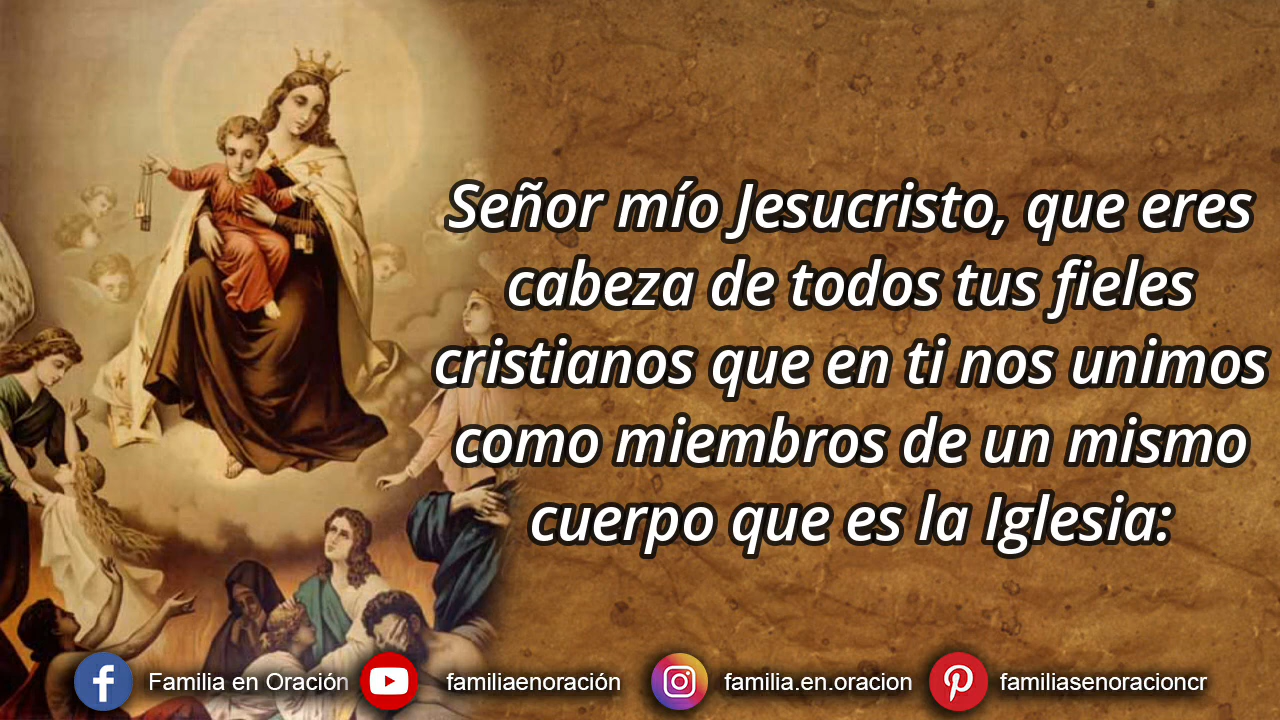 Señor mío Jesucristo, que eres
cabeza de todos tus fieles
cristianos que en ti nos unimos
como miembros de un mismo
cuerpo que es la Iglesia:
Familia en Oración
familiaenoración
familia.en.oracion
familiasenoracioncr